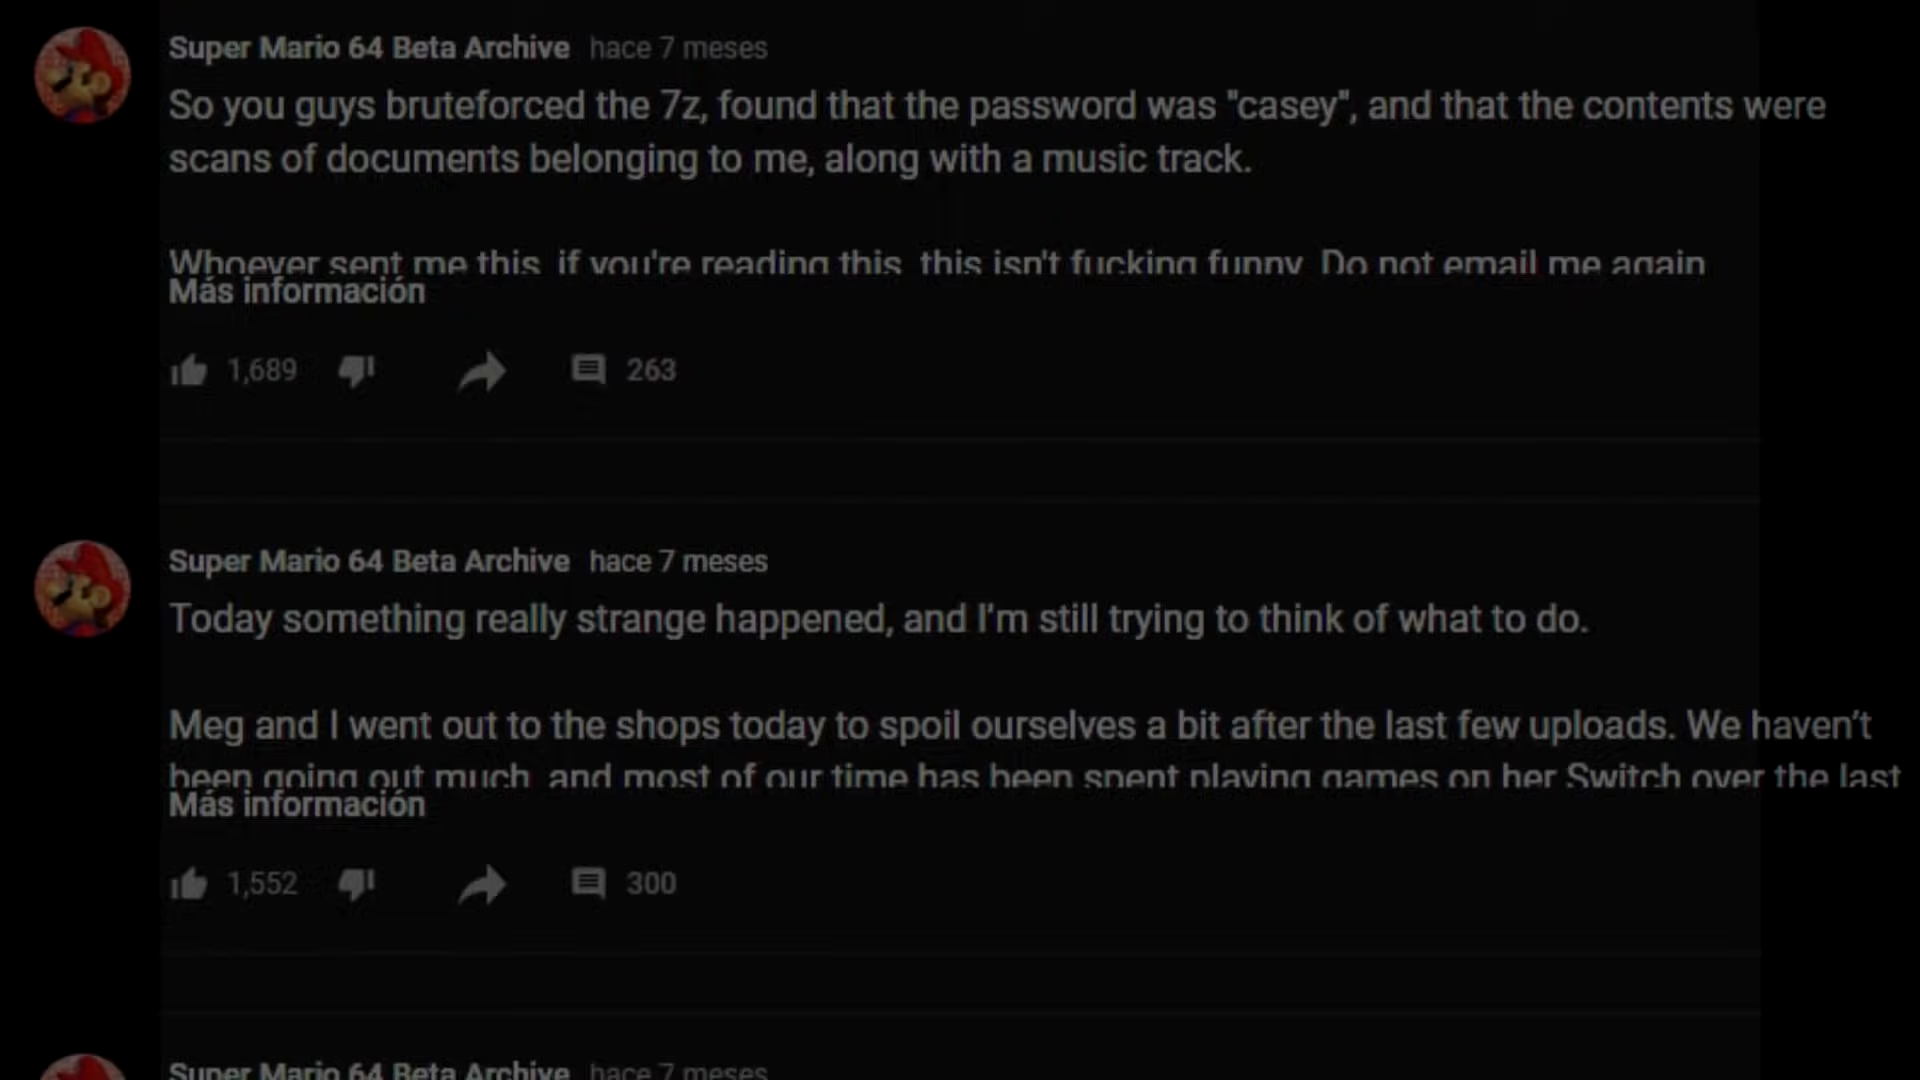 Super Mario 64 Beta Archive hace 7 meses
So you guys bruteforced the 7z, found that the password was "casey", and that the contents were
scans of documents belonging to me, along with a music track.
Whoever sent me this, if you're reading this, this isn't fucking funny. Do not email me again
Más información
1,689 263
Super Mario 64 Beta Archive hace 7 meses
Today something really strange happened, and I'm still trying to think of what to do.
Meg and I went out to the shops today to spoil ourselves a bit after the last few uploads. We haven't
been going out much, and most of our time has been spent playing games on her Switch over the last
Más información
1,552 300
Super Mario 64 Beta Archive hace 7 meses